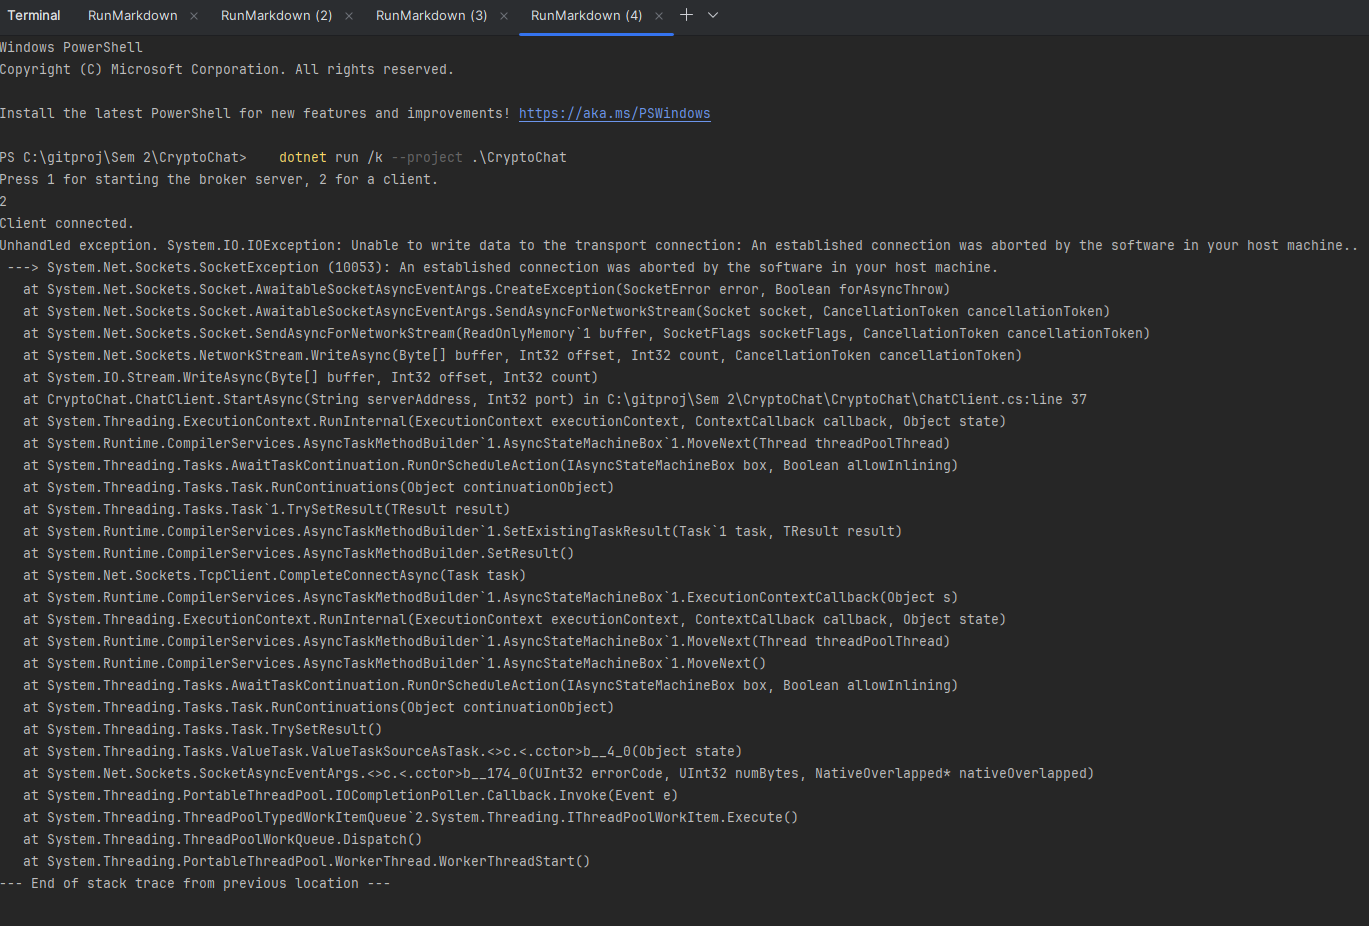 Terminal RunMarkdown × RunMarkdown (2) × RunMarkdown (3) × RunMarkdown (4) ×
Windows PowerShell
Copyright (C) Microsoft Corporation. All rights reserved.
Install the latest PowerShell for new features and improvements! https://aka.ms/PSWindows
PS C:\gitproj\Sem 2\CryptoChat>    dotnet run /k --project .\CryptoChat
Press 1 for starting the broker server, 2 for a client.
2
Client connected.
Unhandled exception. System.IO.IOException: Unable to write data to the transport connection: An established connection was aborted by the software in your host machine..
 ---> System.Net.Sockets.SocketException (10053): An established connection was aborted by the software in your host machine.
   at System.Net.Sockets.Socket.AwaitableSocketAsyncEventArgs.CreateException(SocketError error, Boolean forAsyncThrow)
   at System.Net.Sockets.Socket.AwaitableSocketAsyncEventArgs.SendAsyncForNetworkStream(Socket socket, CancellationToken cancellationToken)
   at System.Net.Sockets.Socket.SendAsyncForNetworkStream(ReadOnlyMemory`1 buffer, SocketFlags socketFlags, CancellationToken cancellationToken)
   at System.Net.Sockets.NetworkStream.WriteAsync(Byte[] buffer, Int32 offset, Int32 count, CancellationToken cancellationToken)
   at System.IO.Stream.WriteAsync(Byte[] buffer, Int32 offset, Int32 count)
   at CryptoChat.ChatClient.StartAsync(String serverAddress, Int32 port) in C:\gitproj\Sem 2\CryptoChat\CryptoChat\ChatClient.cs:line 37
   at System.Threading.ExecutionContext.RunInternal(ExecutionContext executionContext, ContextCallback callback, Object state)
   at System.Runtime.CompilerServices.AsyncTaskMethodBuilder`1.AsyncStateMachineBox`1.MoveNext(Thread threadPoolThread)
   at System.Threading.Tasks.AwaitTaskContinuation.RunOrScheduleAction(IAsyncStateMachineBox box, Boolean allowInlining)
   at System.Threading.Tasks.Task.RunContinuations(Object continuationObject)
   at System.Threading.Tasks.Task`1.TrySetResult(TResult result)
   at System.Runtime.CompilerServices.AsyncTaskMethodBuilder`1.SetExistingTaskResult(Task`1 task, TResult result)
   at System.Runtime.CompilerServices.AsyncTaskMethodBuilder.SetResult()
   at System.Net.Sockets.TcpClient.CompleteConnectAsync(Task task)
   at System.Runtime.CompilerServices.AsyncTaskMethodBuilder`1.AsyncStateMachineBox`1.ExecutionContextCallback(Object s)
   at System.Threading.ExecutionContext.RunInternal(ExecutionContext executionContext, ContextCallback callback, Object state)
   at System.Runtime.CompilerServices.AsyncTaskMethodBuilder`1.AsyncStateMachineBox`1.MoveNext(Thread threadPoolThread)
   at System.Runtime.CompilerServices.AsyncTaskMethodBuilder`1.AsyncStateMachineBox`1.MoveNext()
   at System.Threading.Tasks.AwaitTaskContinuation.RunOrScheduleAction(IAsyncStateMachineBox box, Boolean allowInlining)
   at System.Threading.Tasks.Task.RunContinuations(Object continuationObject)
   at System.Threading.Tasks.Task.TrySetResult()
   at System.Threading.Tasks.ValueTask.ValueTaskSourceAsTask.<>c.<.cctor>b__4_0(Object state)
   at System.Net.Sockets.SocketAsyncEventArgs.<>c.<.cctor>b__174_0(UInt32 errorCode, UInt32 numBytes, NativeOverlapped* nativeOverlapped)
   at System.Threading.PortableThreadPool.IOCompletionPoller.Callback.Invoke(Event e)
   at System.Threading.ThreadPoolTypedWorkItemQueue`2.System.Threading.IThreadPoolWorkItem.Execute()
   at System.Threading.ThreadPoolWorkQueue.Dispatch()
   at System.Threading.PortableThreadPool.WorkerThread.WorkerThreadStart()
--- End of stack trace from previous location ---